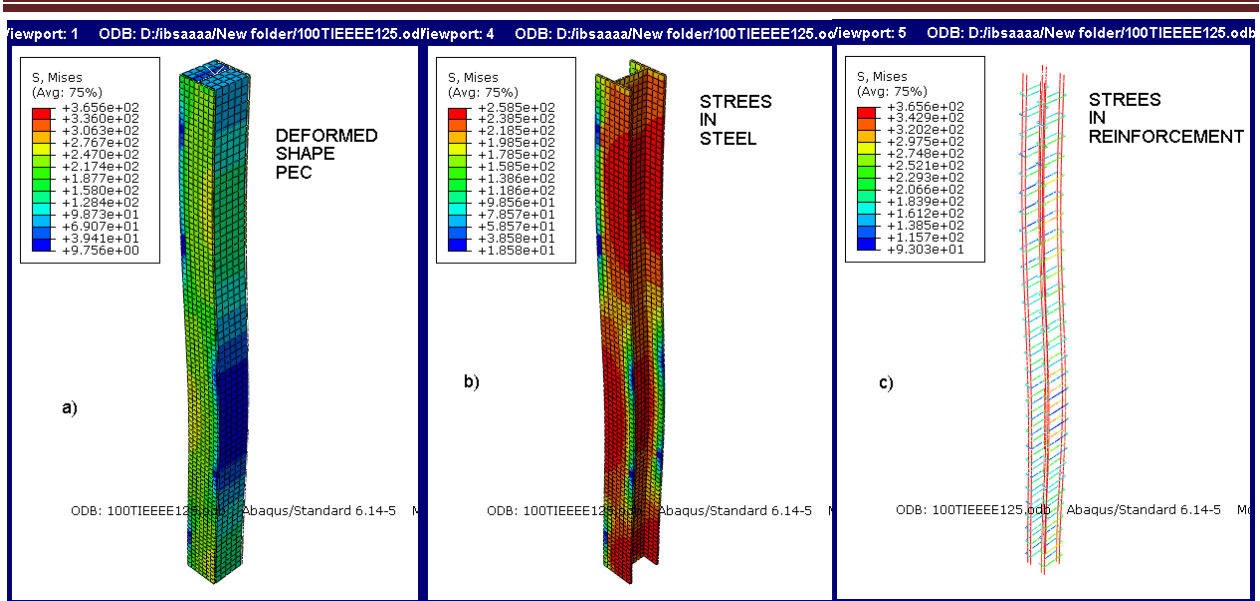 iewport: 1 ODB: D:/ibsaaaa/New folder/100TIEEEE125.od
S, Mises
(Avg: 75%)
+3.656e+02
+3.360e+02
+3.063e+02
+2.767e+02
+2.470e+02
+2.174e+02
+1.877e+02
+1.580e+02
+1.284e+02
+9.873e+01
+6.907e+01
+3.941e+01
+9.756e+00
DEFORMED
SHAPE
PEC
a)
ODB: 100TIEEEE125.odb Abaqus/Standard 6.14-5
iewport: 4 ODB: D:/ibsaaaa/New folder/100TIEEEE125.o
S, Mises
(Avg: 75%)
+2.585e+02
+2.385e+02
+2.185e+02
+1.985e+02
+1.785e+02
+1.585e+02
+1.386e+02
+1.186e+02
+9.856e+01
+7.857e+01
+5.857e+01
+3.858e+01
+1.858e+01
STREES
IN
STEEL
b)
ODB: 100TIEEEE125.odb Abaqus/Standard 6.14-5
iewport: 5 ODB: D:/ibsaaaa/New folder/100TIEEEE125.odb
S, Mises
(Avg: 75%)
+3.656e+02
+3.429e+02
+3.202e+02
+2.975e+02
+2.748e+02
+2.521e+02
+2.293e+02
+2.066e+02
+1.839e+02
+1.612e+02
+1.385e+02
+1.157e+02
+9.303e+01
STREES
IN
REINFORCEMENT
c)
ODB: 100TIEEEE125.odb Abaqus/Standard 6.14-5